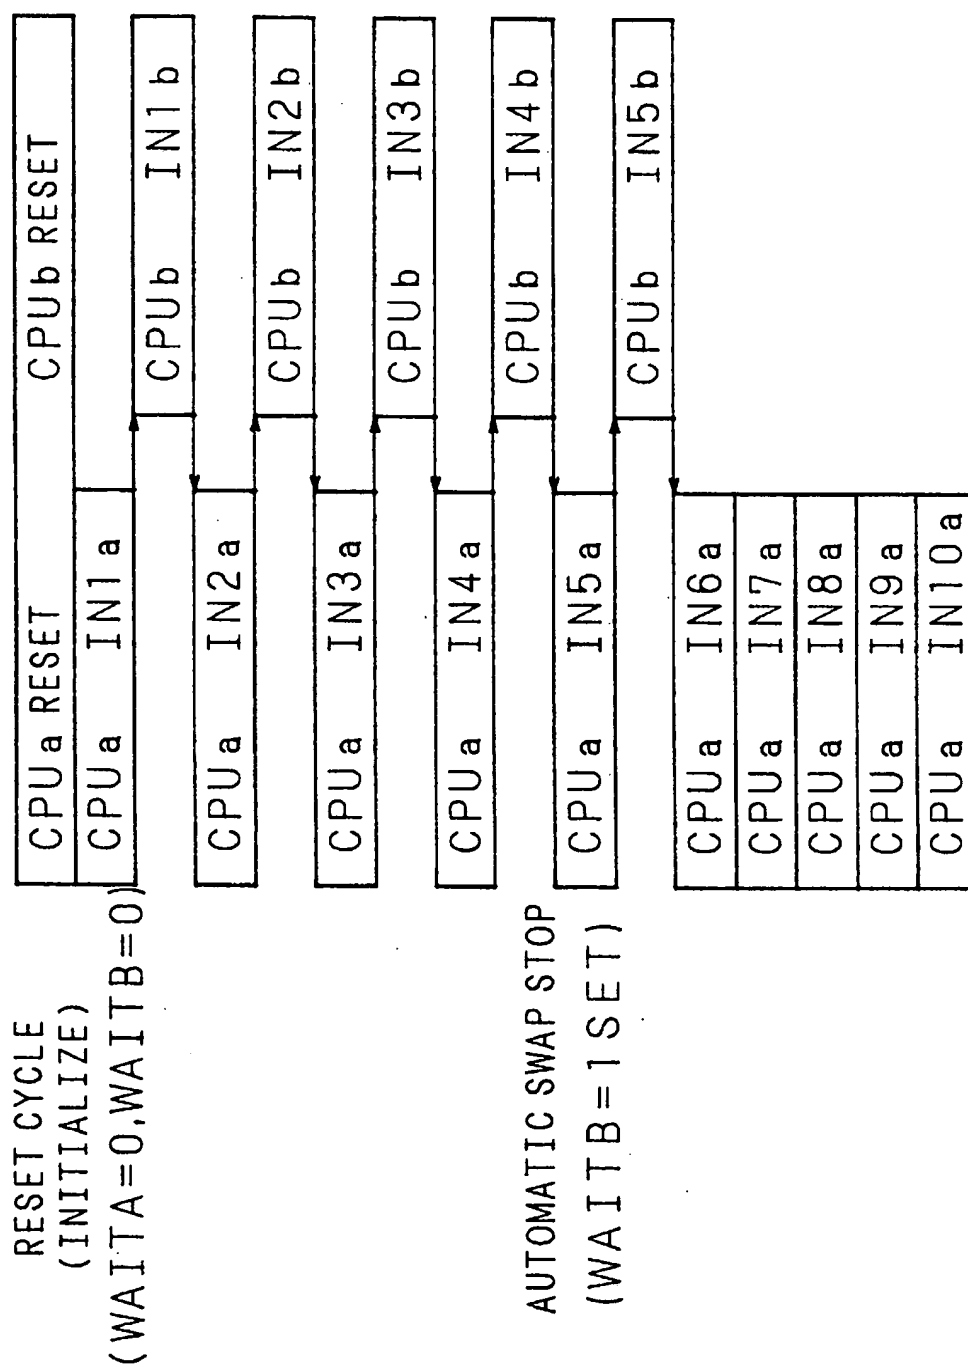 RESET CYCLE
(INITIALIZE)
(WAITA=0,WAITB=0)
CPUa RESET CPUb RESET
CPUa IN1a
CPUb IN1b
CPUa IN2a
CPUb IN2b
CPUa IN3a
CPUb IN3b
CPUa IN4a
CPUb IN4b
AUTOMATIC SWAP STOP
(WAITB=1SET)
CPUa IN5a
CPUb IN5b
CPUa IN6a
CPUa IN7a
CPUa IN8a
CPUa IN9a
CPUa IN10a